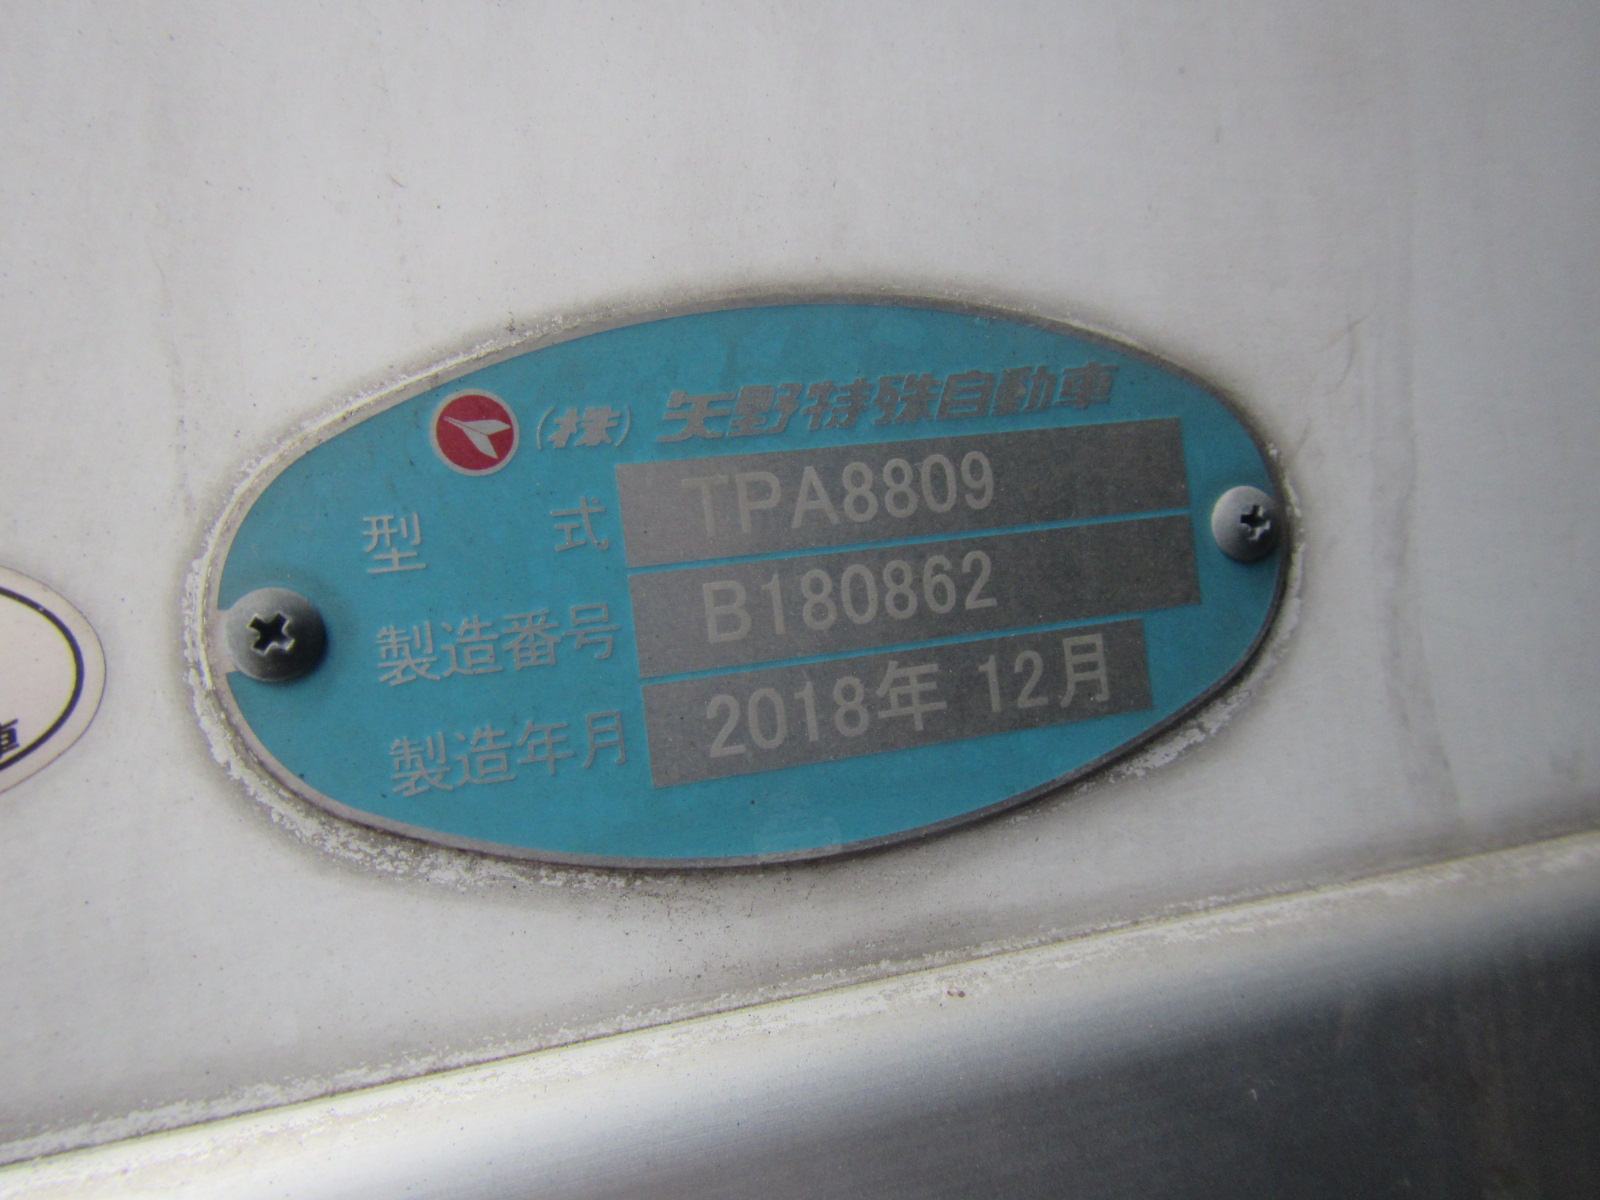 (株) 矢野特殊自動車
型 式 TPA8809
製造番号 B180862
製造年月 2018年 12月